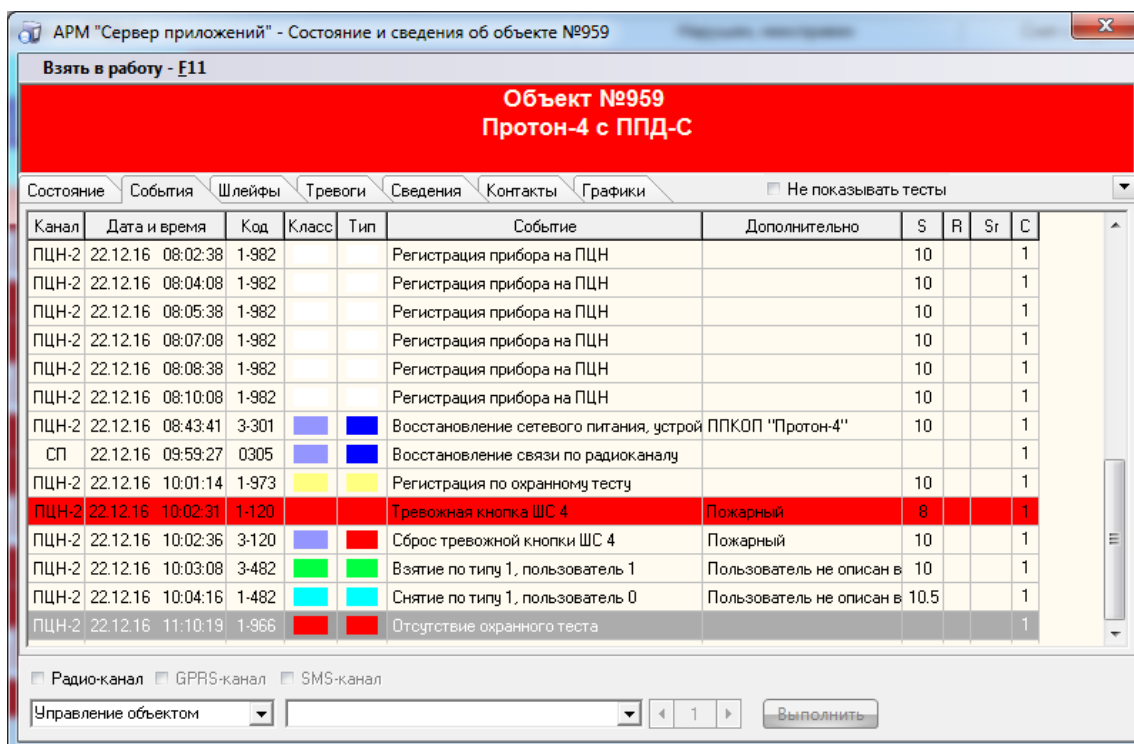 АРМ "Сервер приложений" - Состояние и сведения об объекте №959
Взять в работу - F11
Объект №959
Протон-4 с ППД-С
Состояние События Шлейфы Тревоги Сведения Контакты Графики Не показывать тесты
Канал Дата и время Код Класс Тип Событие Дополнительно S R Sr C
ПЦН-2 22.12.16 08:02:38 1-982 Регистрация прибора на ПЦН 10 1
ПЦН-2 22.12.16 08:04:08 1-982 Регистрация прибора на ПЦН 10 1
ПЦН-2 22.12.16 08:05:38 1-982 Регистрация прибора на ПЦН 10 1
ПЦН-2 22.12.16 08:07:08 1-982 Регистрация прибора на ПЦН 10 1
ПЦН-2 22.12.16 08:08:38 1-982 Регистрация прибора на ПЦН 10 1
ПЦН-2 22.12.16 08:10:08 1-982 Регистрация прибора на ПЦН 10 1
ПЦН-2 22.12.16 08:43:41 3-301 Восстановление сетевого питания, устрой ППКОП "Протон-4" 10 1
СП 22.12.16 09:59:27 0305 Восстановление связи по радиоканалу 1
ПЦН-2 22.12.16 10:01:14 1-973 Регистрация по охранному тесту 10 1
ПЦН-2 22.12.16 10:02:31 1-120 Тревожная кнопка ШС 4 Пожарный 8 1
ПЦН-2 22.12.16 10:02:36 3-120 Сброс тревожной кнопки ШС 4 Пожарный 10 1
ПЦН-2 22.12.16 10:03:08 3-482 Взятие по типу 1, пользователь 1 Пользователь не описан в 10 1
ПЦН-2 22.12.16 10:04:16 1-482 Снятие по типу 1, пользователь 0 Пользователь не описан в 10.5 1
ПЦН-2 22.12.16 11:10:19 1-966 Отсутствие охранного теста 1
Радио-канал GPRS-канал SMS-канал
Управление объектом 1 Выполнить